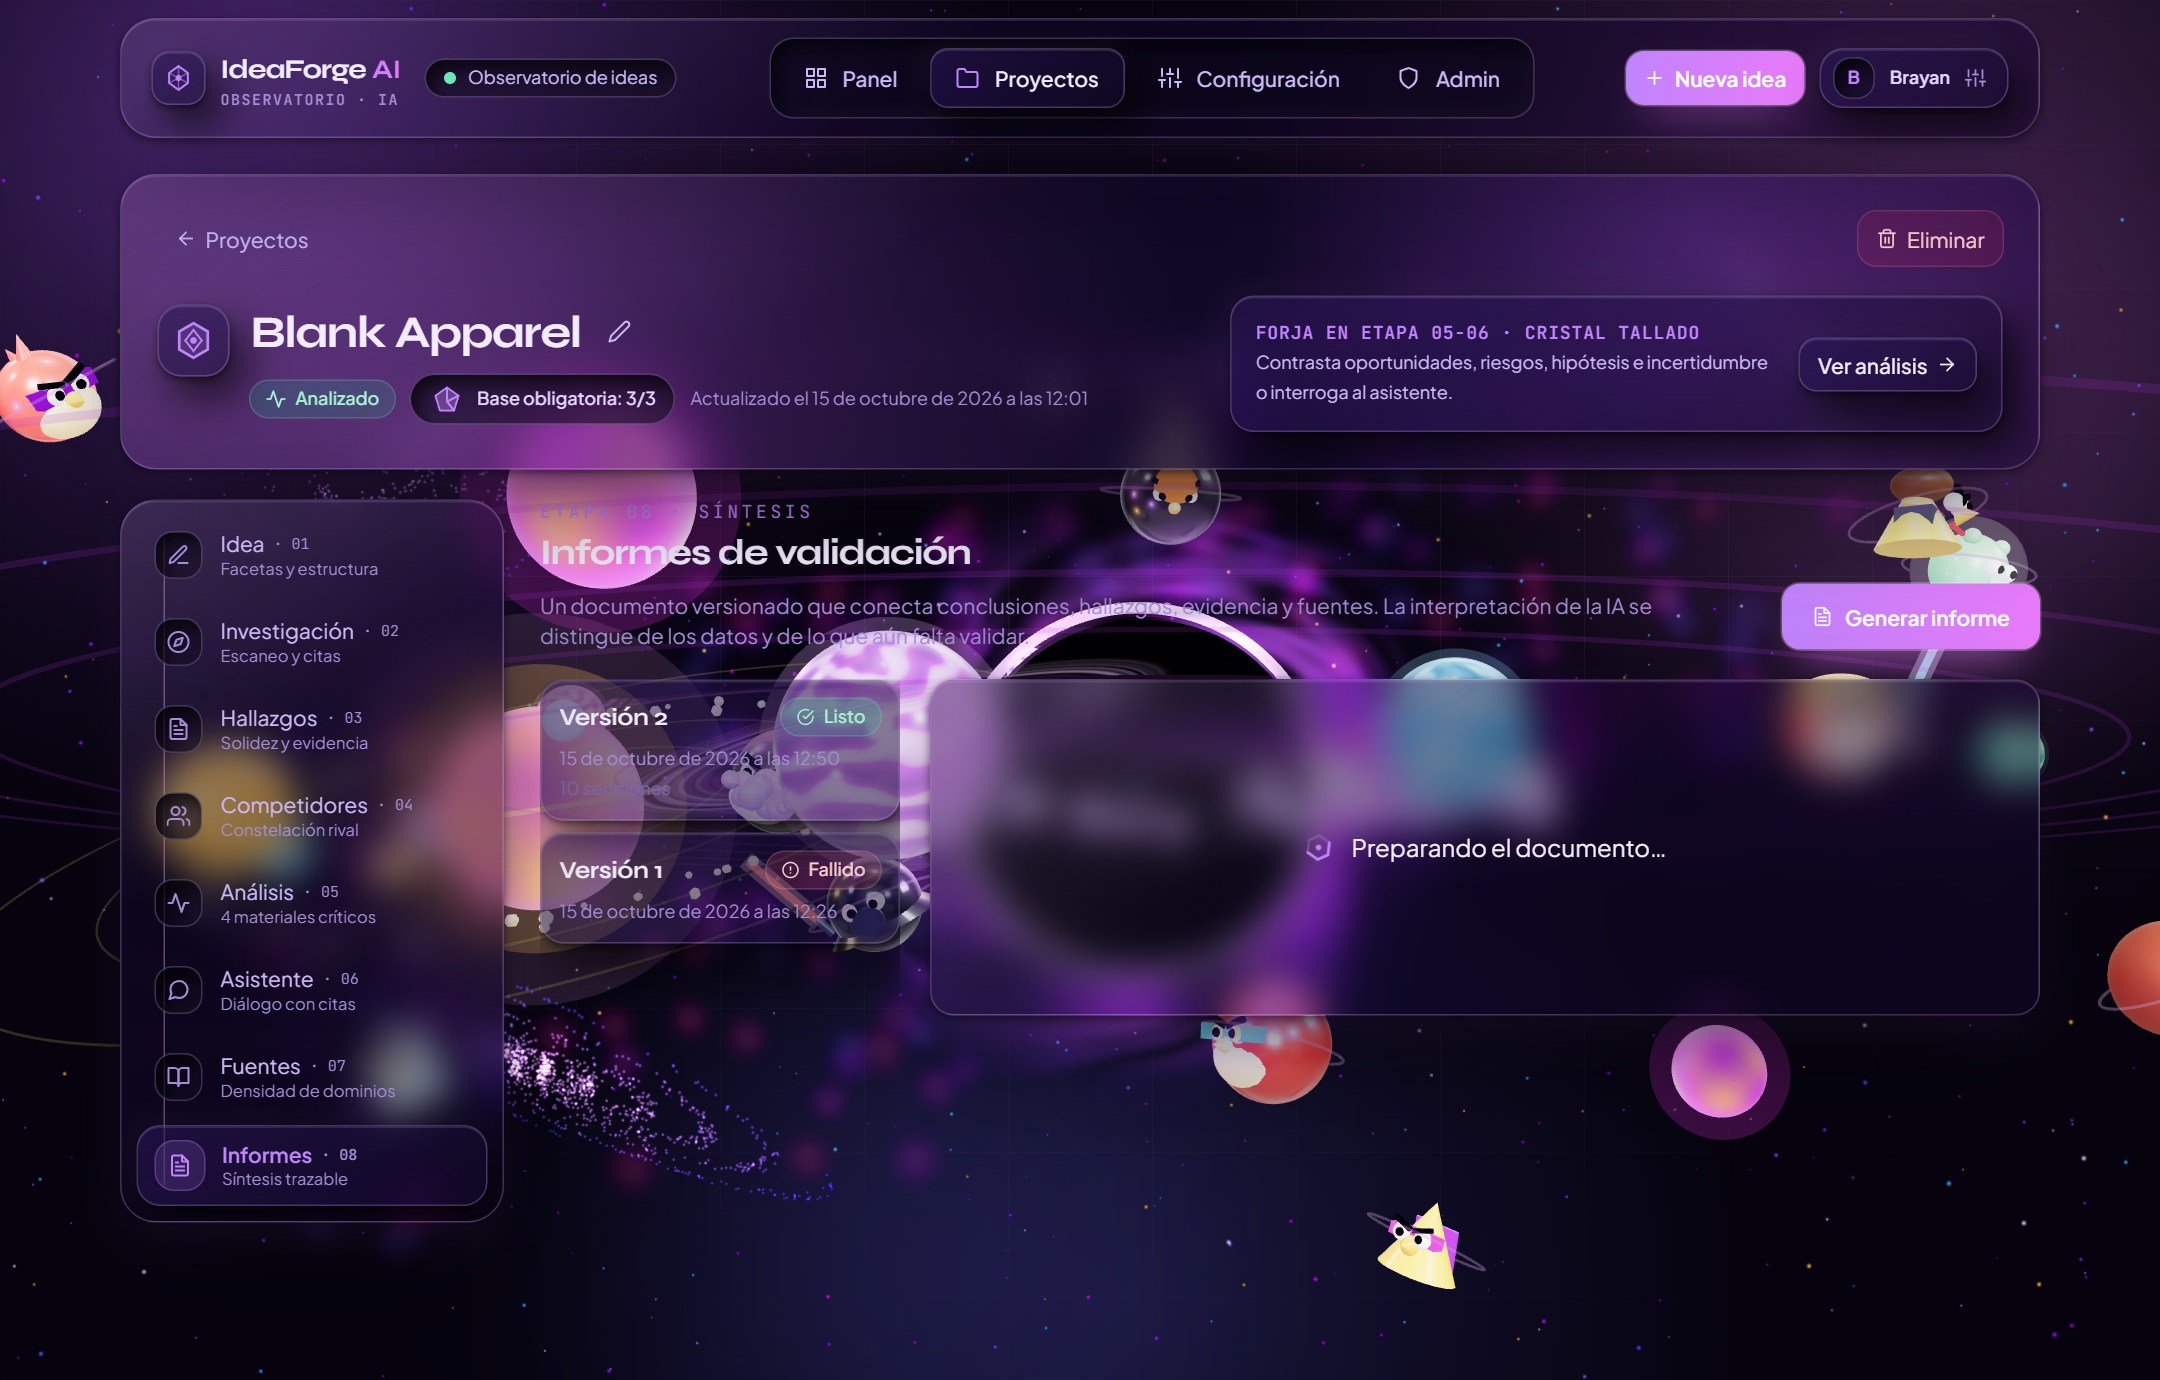 IdeaForge AI
OBSERVATORIO · IA
Observatorio de ideas
Panel
Proyectos
Configuración
Admin
+ Nueva idea
B
Brayan
← Proyectos
Eliminar
Blank Apparel
Analizado
Base obligatoria: 3/3
Actualizado el 15 de octubre de 2026 a las 12:01
FORJA EN ETAPA 05-06 · CRISTAL TALLADO
Contrasta oportunidades, riesgos, hipótesis e incertidumbre
o interroga al asistente.
Ver análisis →
Idea · 01
Facetas y estructura
Investigación · 02
Escaneo y citas
Hallazgos · 03
Solidez y evidencia
Competidores · 04
Constelación rival
Análisis · 05
4 materiales críticos
Asistente · 06
Diálogo con citas
Fuentes · 07
Densidad de dominios
Informes · 08
Síntesis trazable
ETAPA 08 · SÍNTESIS
Informes de validación
Un documento versionado que conecta conclusiones, hallazgos, evidencia y fuentes. La interpretación de la IA se
distingue de los datos y de lo que aún falta validar.
Generar informe
Versión 2
Listo
15 de octubre de 2026 a las 12:50
10 secciones
Versión 1
Fallido
15 de octubre de 2026 a las 12:26
Preparando el documento…